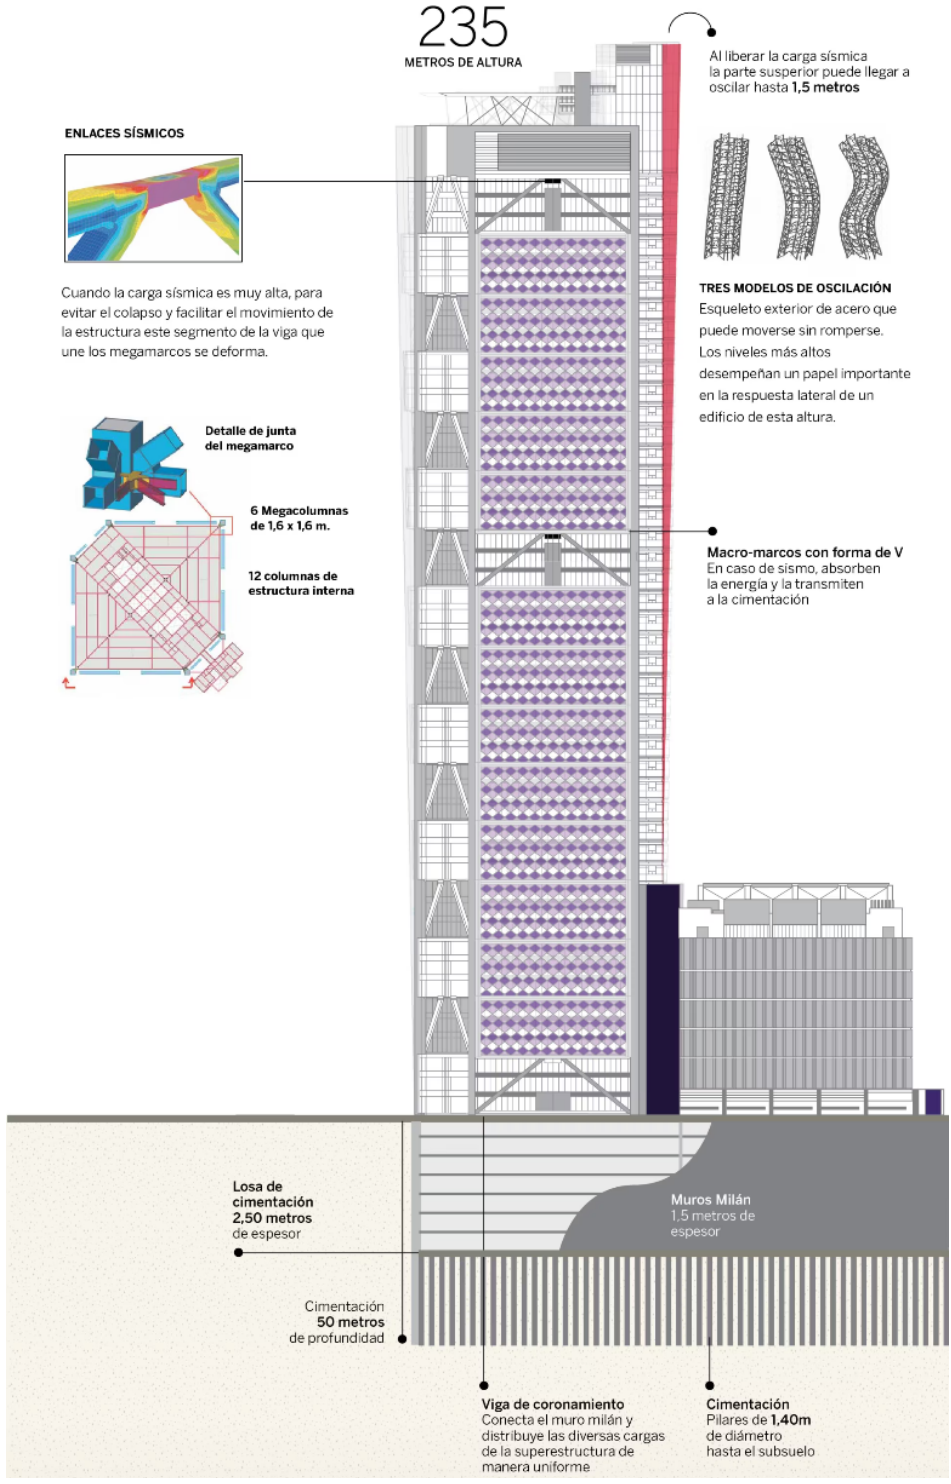 235
METROS DE ALTURA
Al liberar la carga sísmica
la parte susperior puede llegar a
oscilar hasta 1,5 metros
ENLACES SÍSMICOS
Cuando la carga sísmica es muy alta, para
evitar el colapso y facilitar el movimiento de
la estructura este segmento de la viga que
une los megamarcos se deforma.
TRES MODELOS DE OSCILACIÓN
Esqueleto exterior de acero que
puede moverse sin romperse.
Los niveles más altos
desempeñan un papel importante
en la respuesta lateral de un
edificio de esta altura.
Detalle de junta
del megamarco
6 Megacolumnas
de 1,6 x 1,6 m.
12 columnas de
estructura interna
Macro-marcos con forma de V
En caso de sismo, absorben
la energía y la transmiten
a la cimentación
Losa de
cimentación
2,50 metros
de espesor
Muros Milán
1,5 metros de
espesor
Cimentación
50 metros
de profundidad
Viga de coronamiento
Conecta el muro milán y
distribuye las diversas cargas
de la superestructura de
manera uniforme
Cimentación
Pilares de 1,40m
de diámetro
hasta el subsuelo